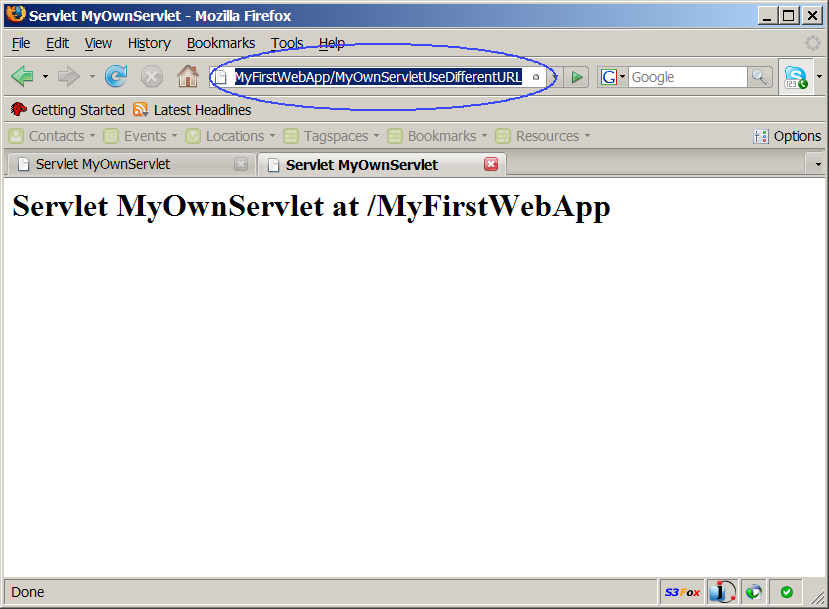 Servlet MyOwnServlet - Mozilla Firefox
File Edit View History Bookmarks Tools Help
MyFirstWebApp/MyOwnServletUseDifferentURL G Google
Getting Started Latest Headlines
Contacts Events Locations Tagspaces Bookmarks Resources Options
Servlet MyOwnServlet Servlet MyOwnServlet
Servlet MyOwnServlet at /MyFirstWebApp
Done S3Fox